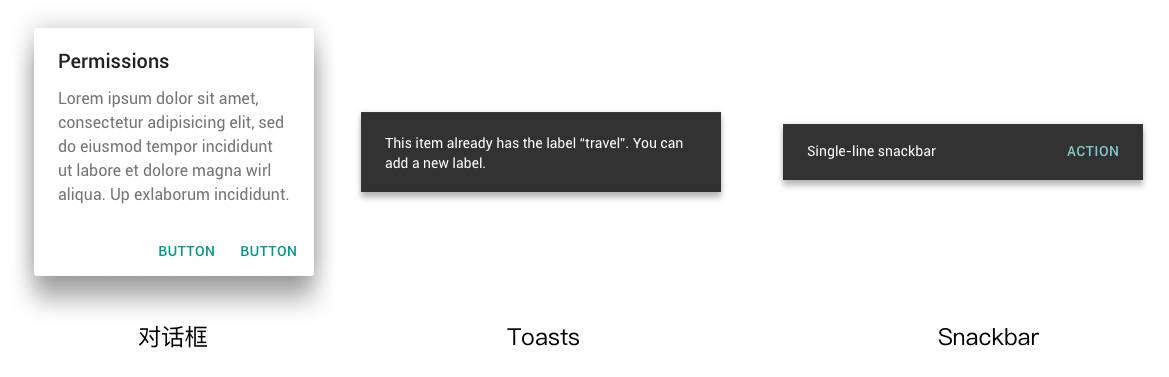 Permissions
Lorem ipsum dolor sit amet,
consectetur adipisicing elit, sed
do eiusmod tempor incididunt
ut labore et dolore magna wirl
aliqua. Up exlaborum incididunt.
BUTTON BUTTON
对话框
This item already has the label “travel”. You can
add a new label.
Toasts
Single-line snackbar ACTION
Snackbar